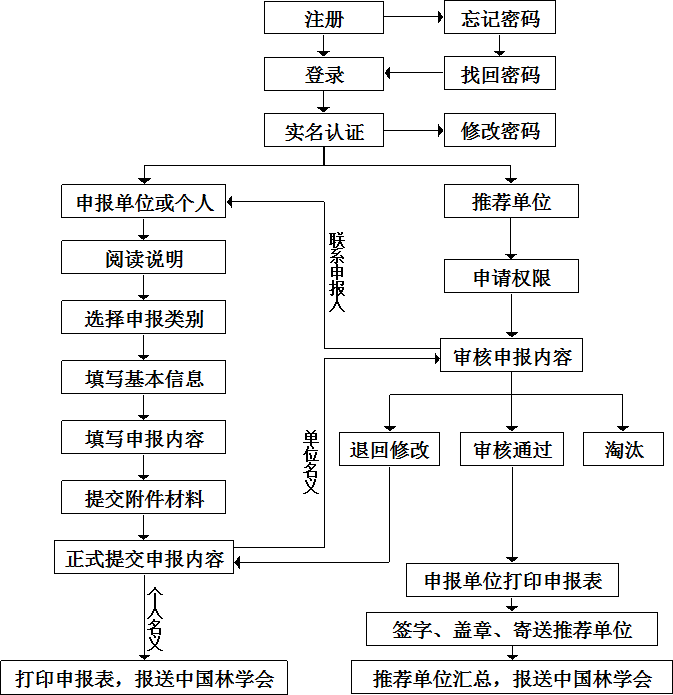 注册
忘记密码
登录
找回密码
实名认证
修改密码
申报单位或个人
推荐单位
阅读说明
联系申报人
申请权限
选择申报类别
审核申报内容
填写基本信息
填写申报内容
单位名义
退回修改
审核通过
淘汰
提交附件材料
正式提交申报内容
申报单位打印申报表
个人名义
签字、盖章、寄送推荐单位
打印申报表，报送中国林学会
推荐单位汇总，报送中国林学会